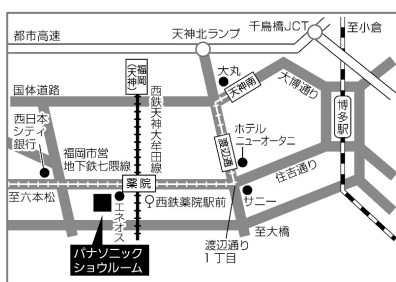 千鳥橋JCT
至小倉
天神北ランプ
都市高速
福岡
(天神)
大丸
天神南
大博通り
西鉄天神大牟田線
国体道路
博多駅
西日本
シティ
銀行
渡辺通
ホテル
ニューオータニ
福岡市営
地下鉄七隈線
住吉通り
薬院
至六本松
エネオス
西鉄薬院駅前
サニー
渡辺通り
1丁目
至大橋
パナソニック
ショウルーム